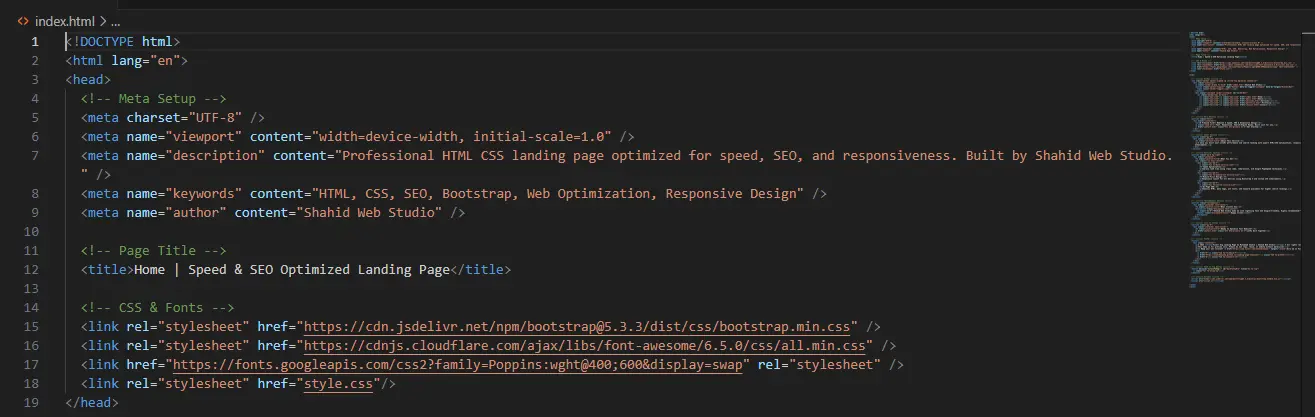 index.html > ...
1 <!DOCTYPE html>
2 <html lang="en">
3 <head>
4 <!-- Meta Setup -->
5 <meta charset="UTF-8" />
6 <meta name="viewport" content="width=device-width, initial-scale=1.0" />
7 <meta name="description" content="Professional HTML CSS landing page optimized for speed, SEO, and responsiveness. Built by Shahid Web Studio.
" />
8 <meta name="keywords" content="HTML, CSS, SEO, Bootstrap, Web Optimization, Responsive Design" />
9 <meta name="author" content="Shahid Web Studio" />
10
11 <!-- Page Title -->
12 <title>Home | Speed & SEO Optimized Landing Page</title>
13
14 <!-- CSS & Fonts -->
15 <link rel="stylesheet" href="https://cdn.jsdelivr.net/npm/bootstrap@5.3.3/dist/css/bootstrap.min.css" />
16 <link rel="stylesheet" href="https://cdnjs.cloudflare.com/ajax/libs/font-awesome/6.5.0/css/all.min.css" />
17 <link href="https://fonts.googleapis.com/css2?family=Poppins:wght@400;600&display=swap" rel="stylesheet" />
18 <link rel="stylesheet" href="style.css"/>
19 </head>